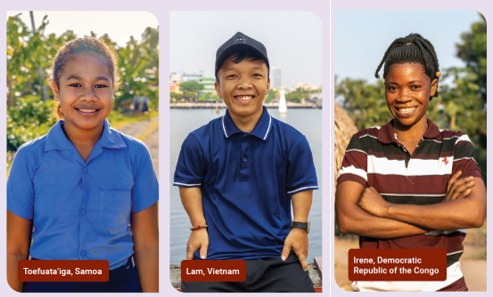 Toefuata'iga, Samoa
Lam, Vietnam
Irene, Democratic
Republic of the Congo